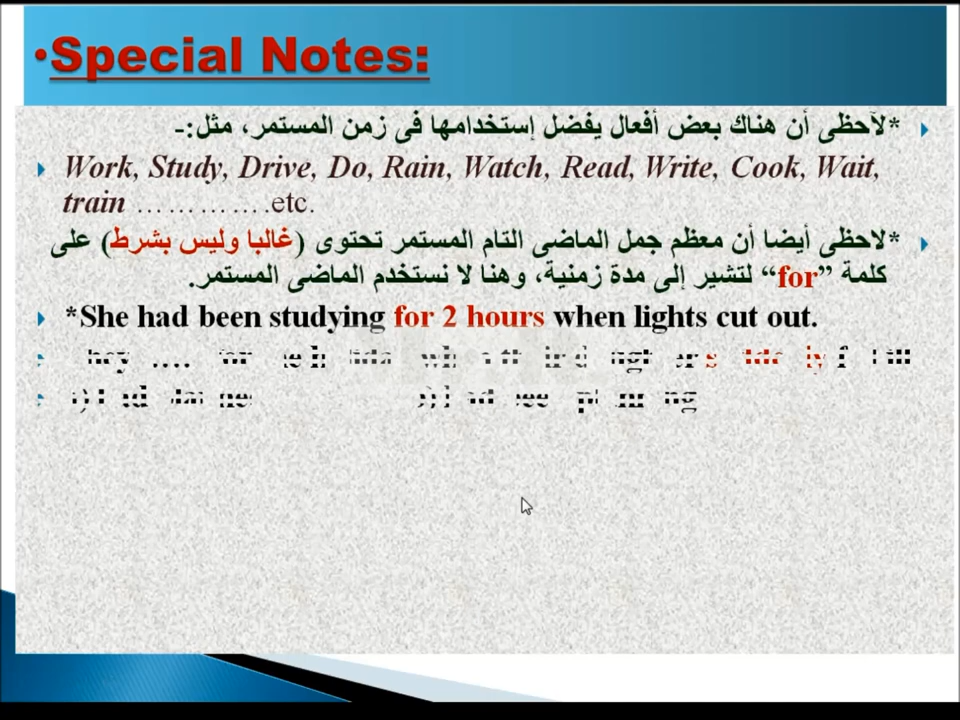 •Special Notes:
*لآحظى أن هناك بعض أفعال يفضل إستخدامها فى زمن المستمر، مثل:-
Work, Study, Drive, Do, Rain, Watch, Read, Write, Cook, Wait,
train ………….etc.
*لاحظى أيضا أن معظم جمل الماضى التام المستمر تحتوى (غالبا وليس بشرط) على
كلمة “for” لتشير إلى مدة زمنية، وهنا لا نستخدم الماضى المستمر.
*She had been studying for 2 hours when lights cut out.